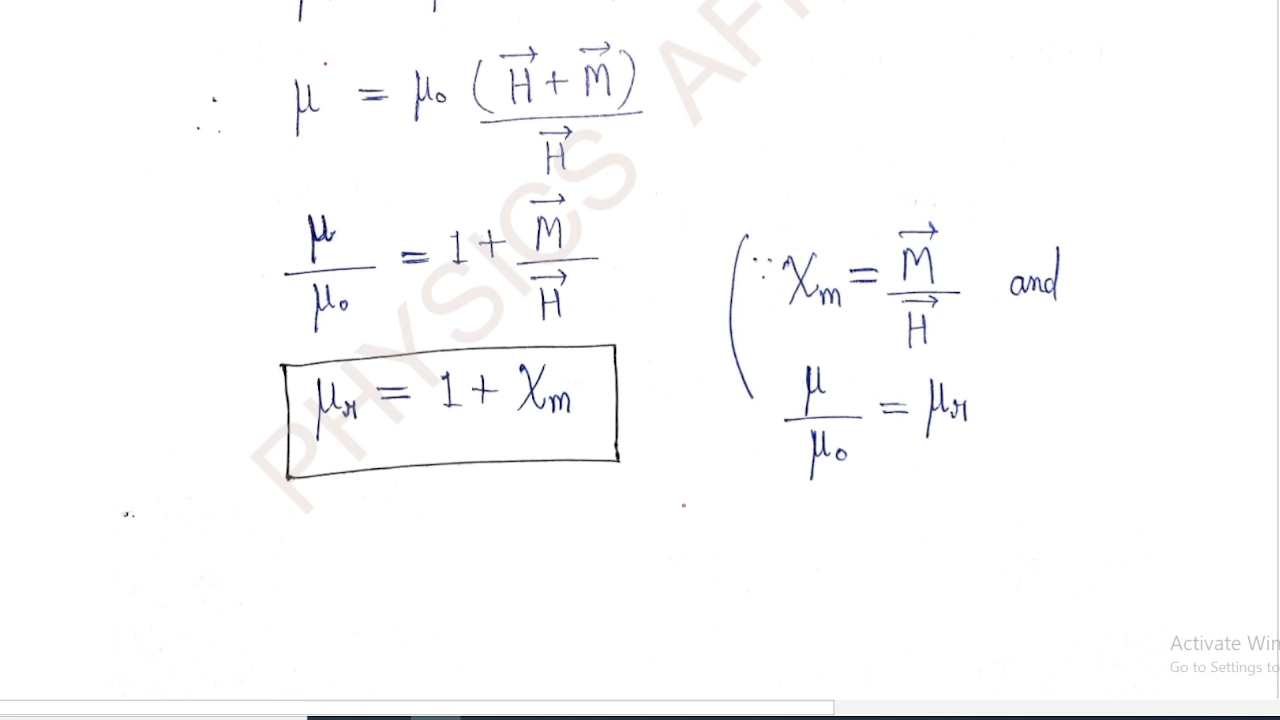 ∴ μ = μ₀ (H⃗ + M⃗) / H⃗
μ / μ₀ = 1 + M⃗ / H⃗
(∵ χₘ = M⃗ / H⃗ and
μᵣ = 1 + χₘ
μ / μ₀ = μᵣ
PHYSICS AF
Activate Win
Go to Settings to